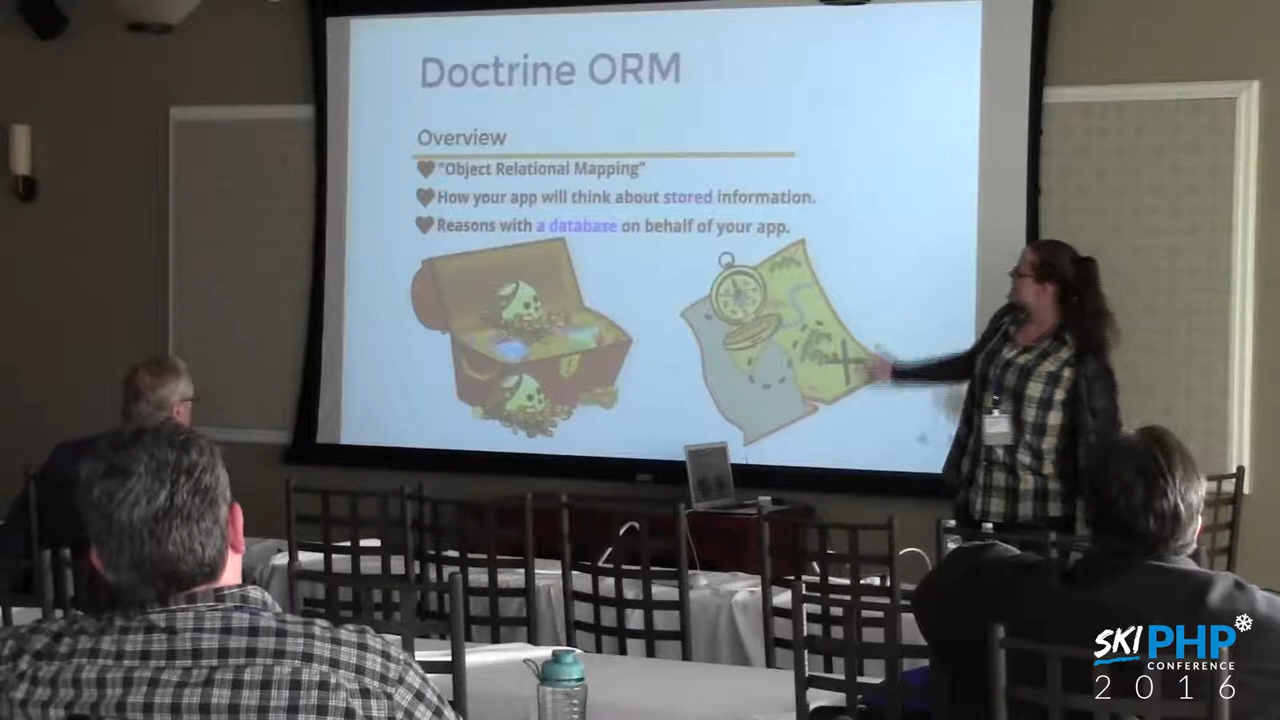 Doctrine ORM
Overview
"Object Relational Mapping"
How your app will think about stored information.
Reasons with a database on behalf of your app.
SKI PHP
CONFERENCE
2016